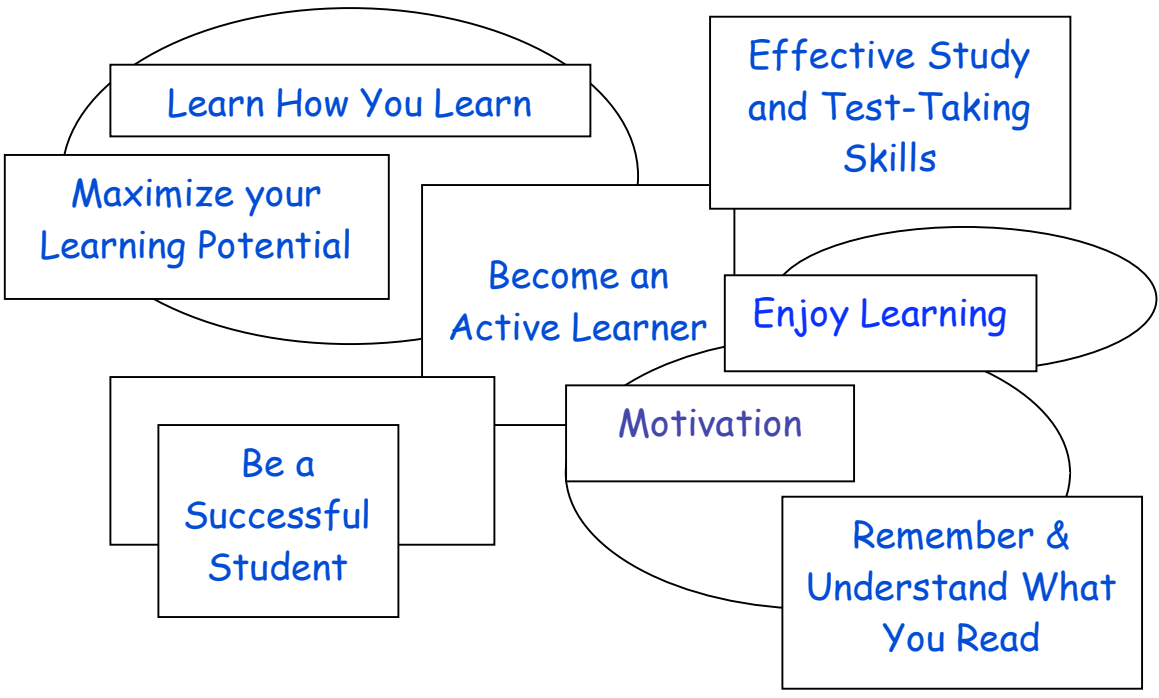 Learn How You Learn
Effective Study
and Test-Taking
Skills
Maximize your
Learning Potential
Become an
Active Learner
Enjoy Learning
Motivation
Be a
Successful
Student
Remember &
Understand What
You Read